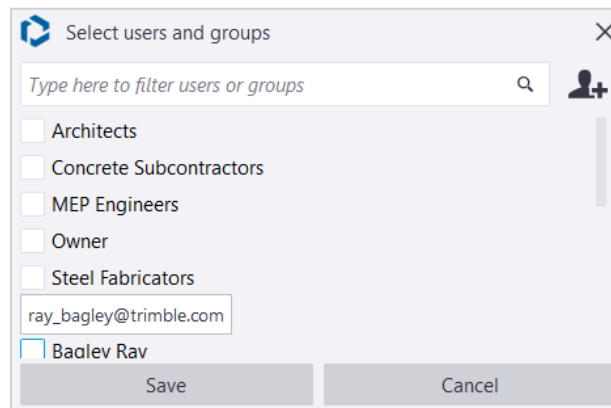 Select users and groups
Type here to filter users or groups
Architects
Concrete Subcontractors
MEP Engineers
Owner
Steel Fabricators
ray_bagley@trimble.com
Bagley Ray
Save
Cancel